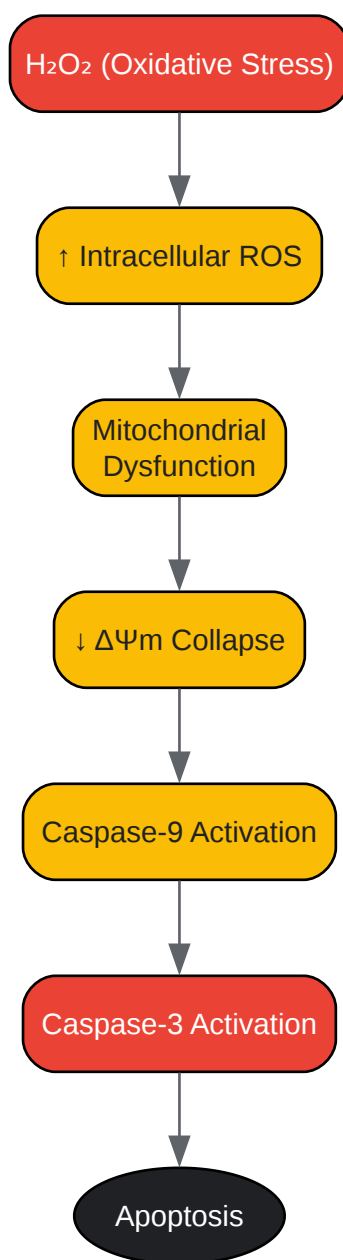 H₂O₂ (Oxidative Stress)
↑ Intracellular ROS
Mitochondrial
Dysfunction
↓ ΔΨm Collapse
Caspase-9 Activation
Caspase-3 Activation
Apoptosis